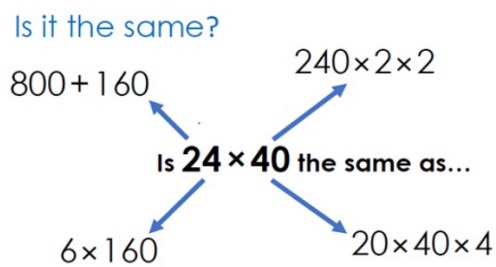 Is it the same?
800+160
240×2×2
Is 24×40 the same as...
6×160
20×40×4